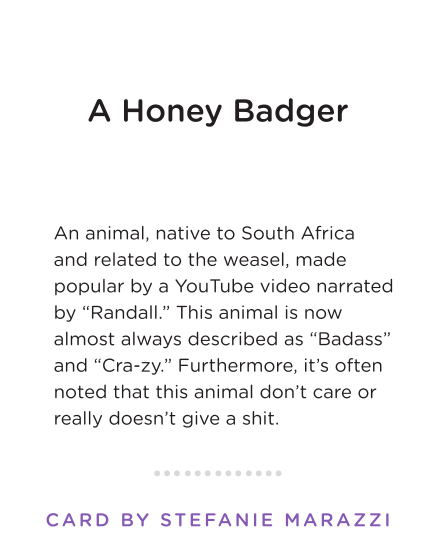 A Honey Badger
An animal, native to South Africa
and related to the weasel, made
popular by a YouTube video narrated
by “Randall.” This animal is now
almost always described as “Badass”
and “Cra-zy.” Furthermore, it’s often
noted that this animal don’t care or
really doesn’t give a shit.
CARD BY STEFANIE MARAZZI